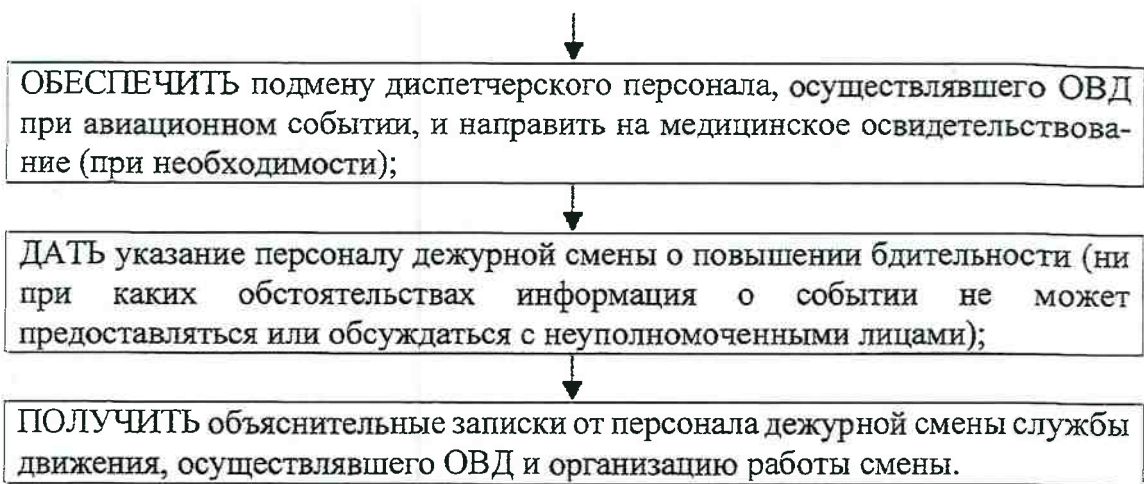 ОБЕСПЕЧИТЬ подмену диспетчерского персонала, осуществлявшего ОВД
при авиационном событии, и направить на медицинское освидетельствова-
ние (при необходимости);
ДАТЬ указание персоналу дежурной смены о повышении бдительности (ни
при каких обстоятельствах информация о событии не может
предоставляться или обсуждаться с неуполномоченными лицами);
ПОЛУЧИТЬ объяснительные записки от персонала дежурной смены службы
движения, осуществлявшего ОВД и организацию работы смены.